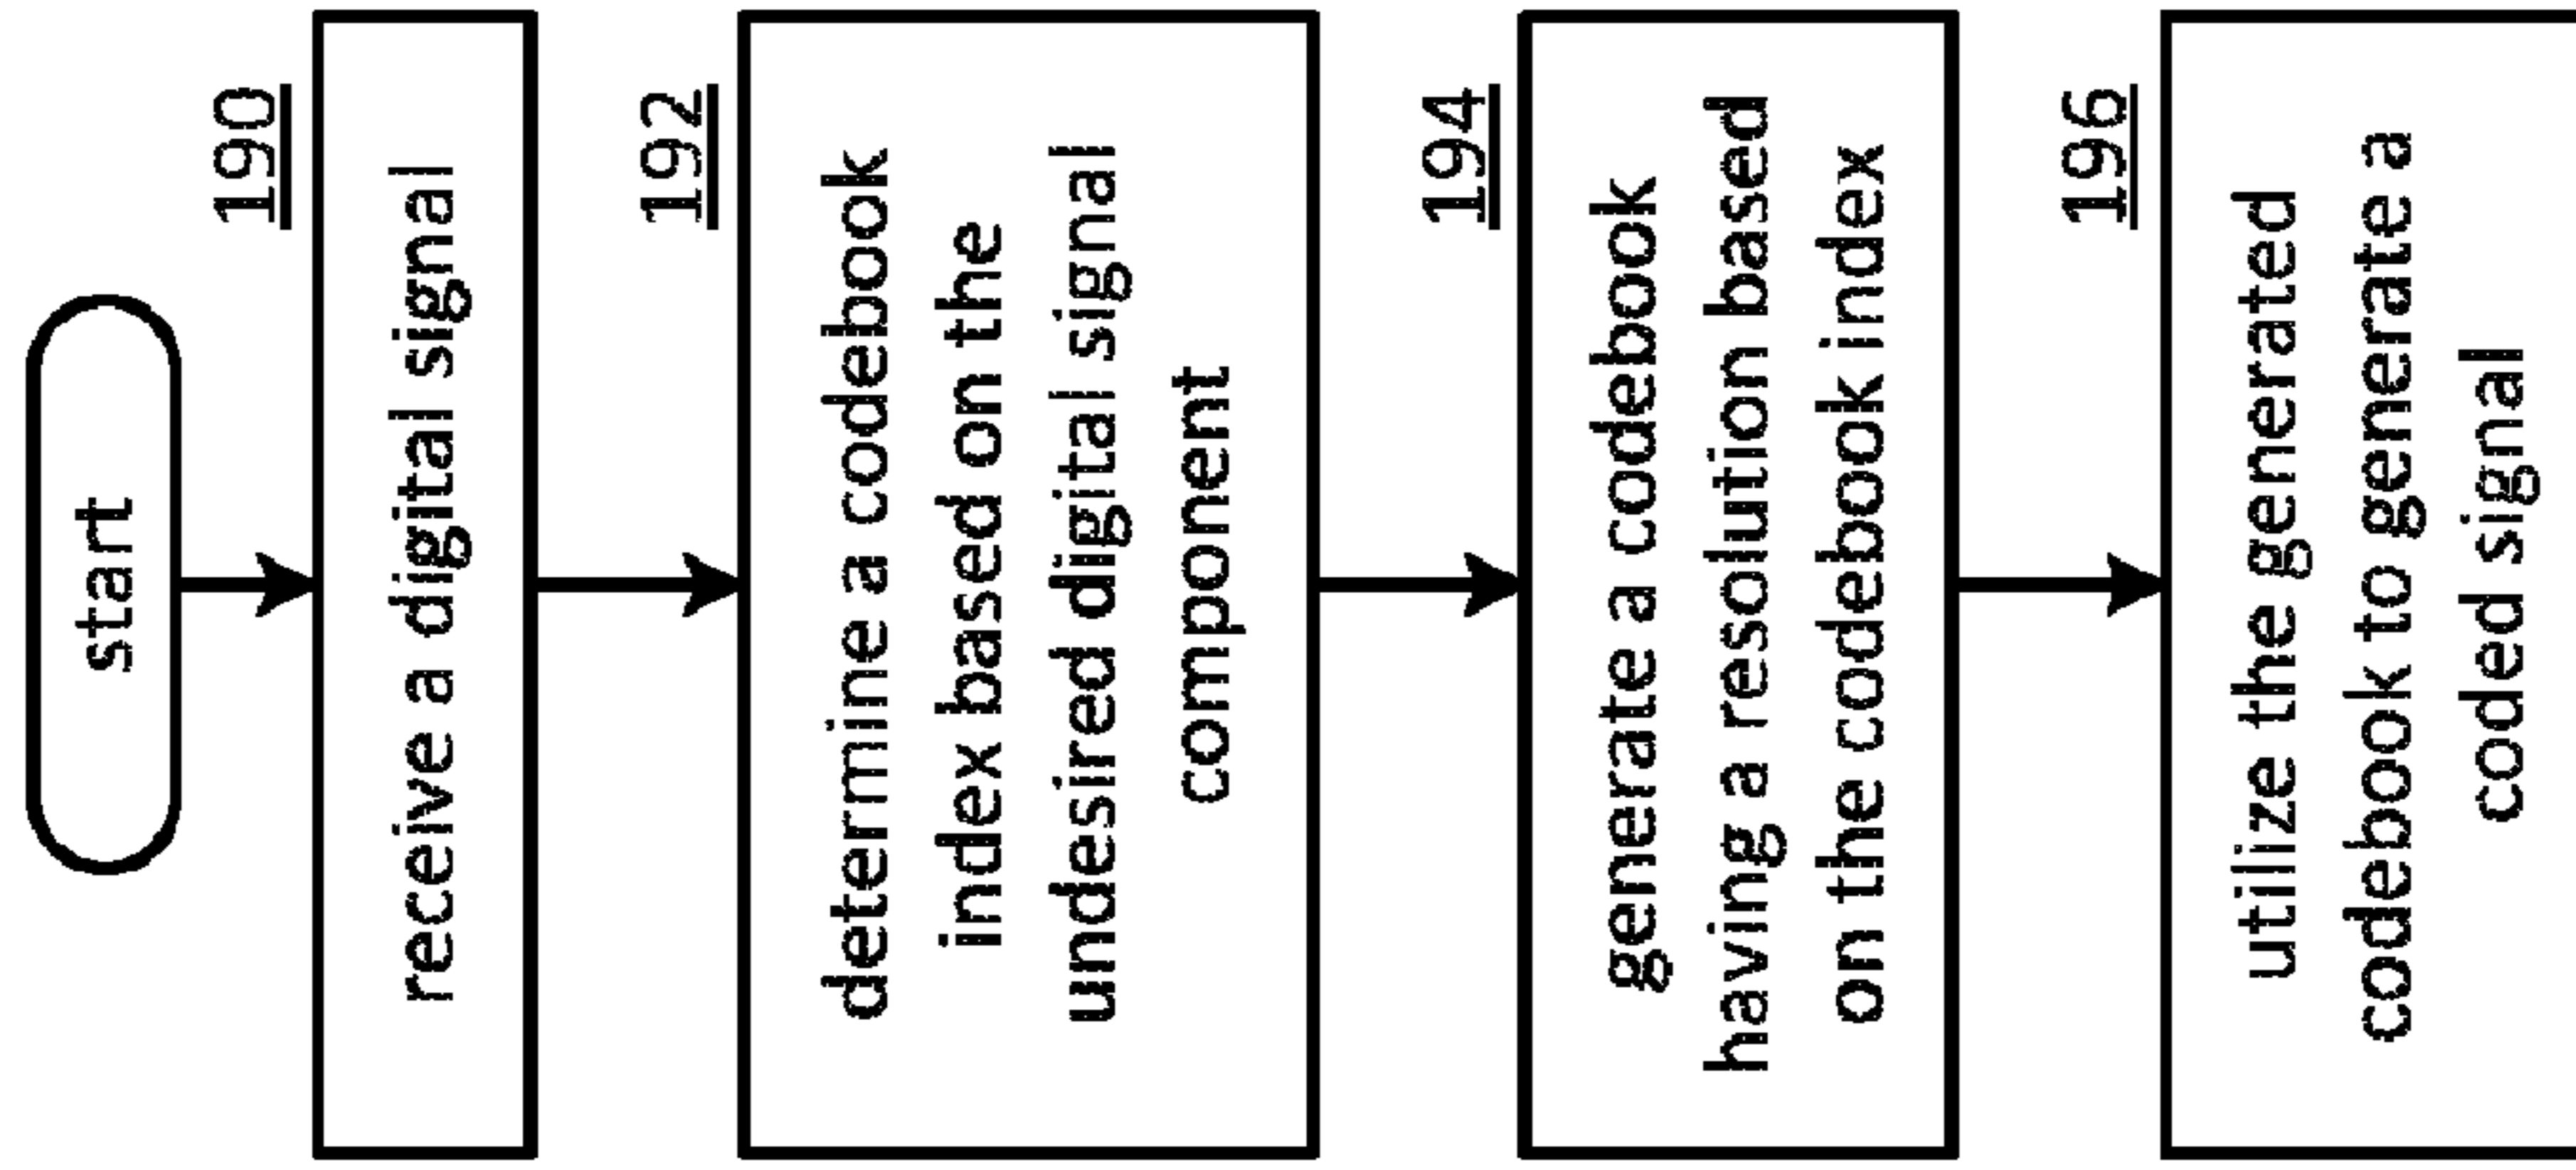 start
190
receive a digital signal
192
determine a codebook
index based on the
undesired digital signal
component
194
generate a codebook
having a resolution based
on the codebook index
196
utilize the generated
codebook to generate a
coded signal